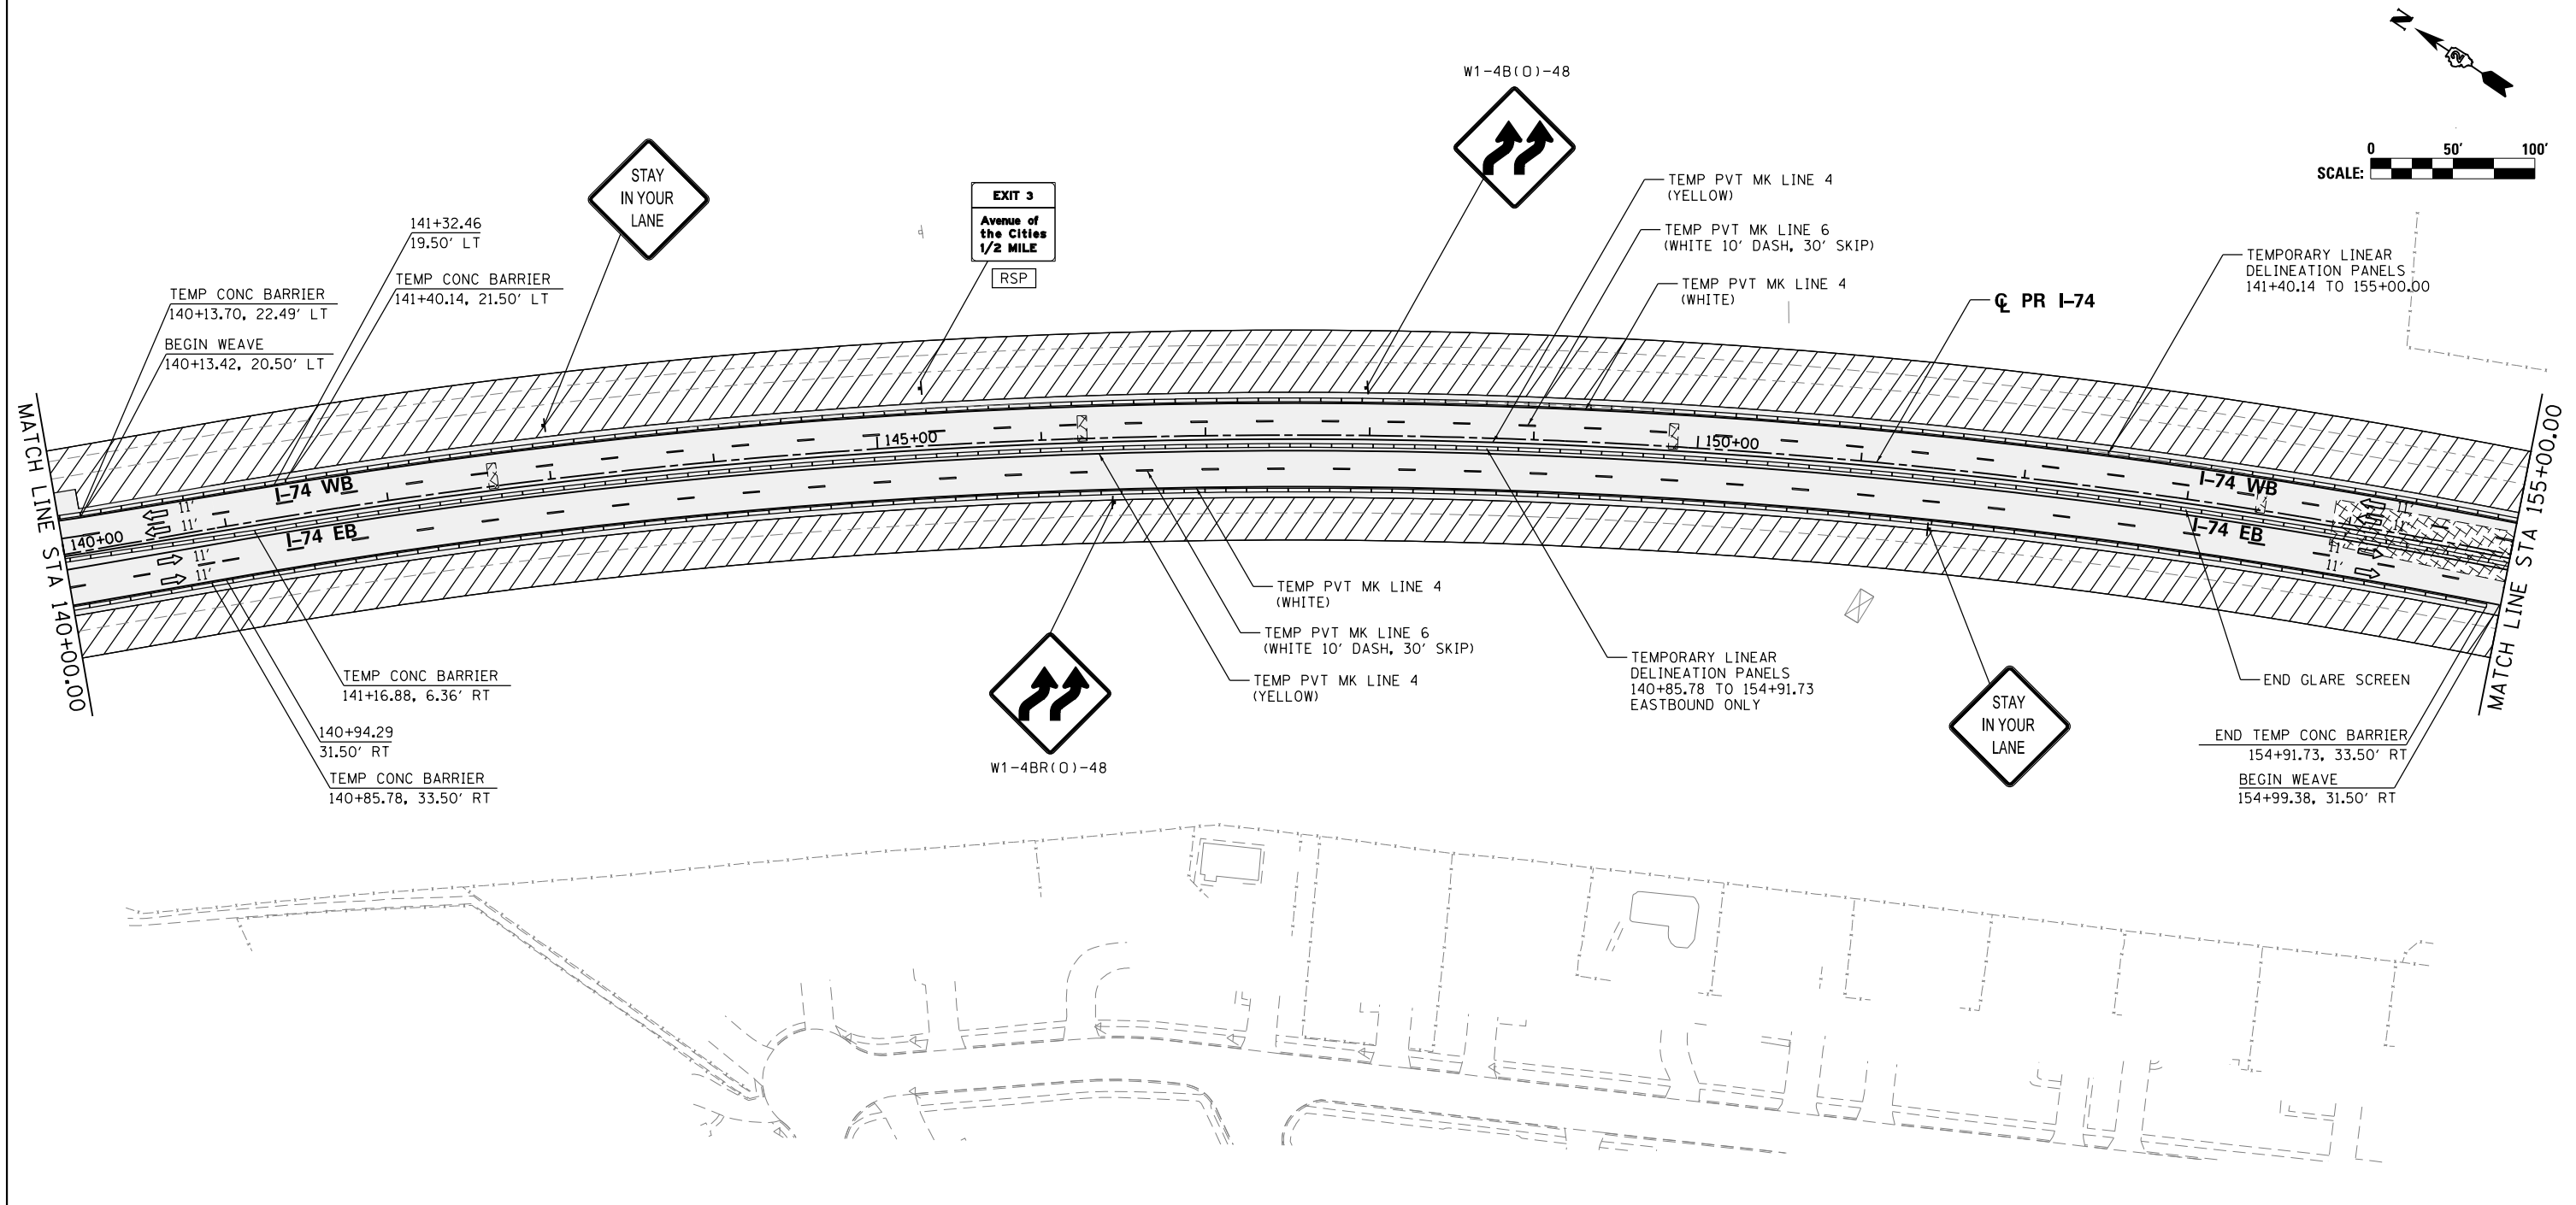 N
2
0 50' 100'
SCALE:
W1-4B(O)-48
STAY
IN YOUR
LANE
EXIT 3
Avenue of
the Cities
1/2 MILE
RSP
TEMP PVT MK LINE 4
(YELLOW)
TEMP PVT MK LINE 6
(WHITE 10' DASH, 30' SKIP)
TEMP PVT MK LINE 4
(WHITE)
TEMPORARY LINEAR
DELINEATION PANELS
141+40.14 TO 155+00.00
℄ PR I-74
141+32.46
19.50' LT
TEMP CONC BARRIER
141+40.14, 21.50' LT
TEMP CONC BARRIER
140+13.70, 22.49' LT
BEGIN WEAVE
140+13.42, 20.50' LT
MATCH LINE STA 140+00.00
MATCH LINE STA 155+00.00
145+00
150+00
140+00
I-74 WB
I-74 EB
11'
11'
11'
11'
I-74 WB
I-74 EB
11'
11'
11'
11'
TEMP PVT MK LINE 4
(WHITE)
TEMP PVT MK LINE 6
(WHITE 10' DASH, 30' SKIP)
TEMP PVT MK LINE 4
(YELLOW)
TEMPORARY LINEAR
DELINEATION PANELS
140+85.78 TO 154+91.73
EASTBOUND ONLY
END GLARE SCREEN
STAY
IN YOUR
LANE
W1-4BR(O)-48
TEMP CONC BARRIER
141+16.88, 6.36' RT
140+94.29
31.50' RT
TEMP CONC BARRIER
140+85.78, 33.50' RT
END TEMP CONC BARRIER
154+91.73, 33.50' RT
BEGIN WEAVE
154+99.38, 31.50' RT